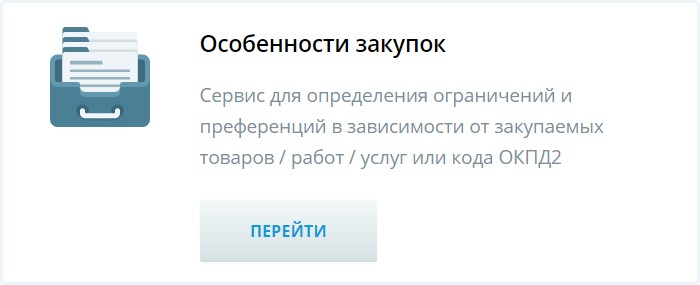 Особенности закупок
Сервис для определения ограничений и
преференций в зависимости от закупаемых
товаров / работ / услуг или кода ОКПД2
ПЕРЕЙТИ